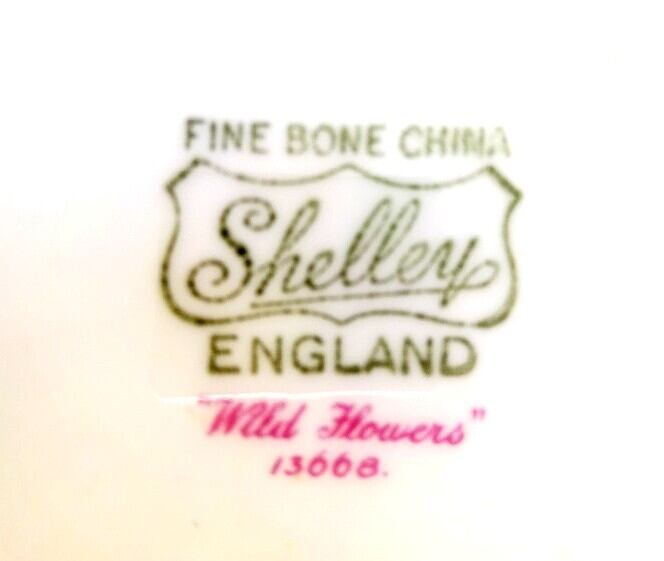 FINE BONE CHINA
Shelley
ENGLAND
"Wild Flowers"
13668.